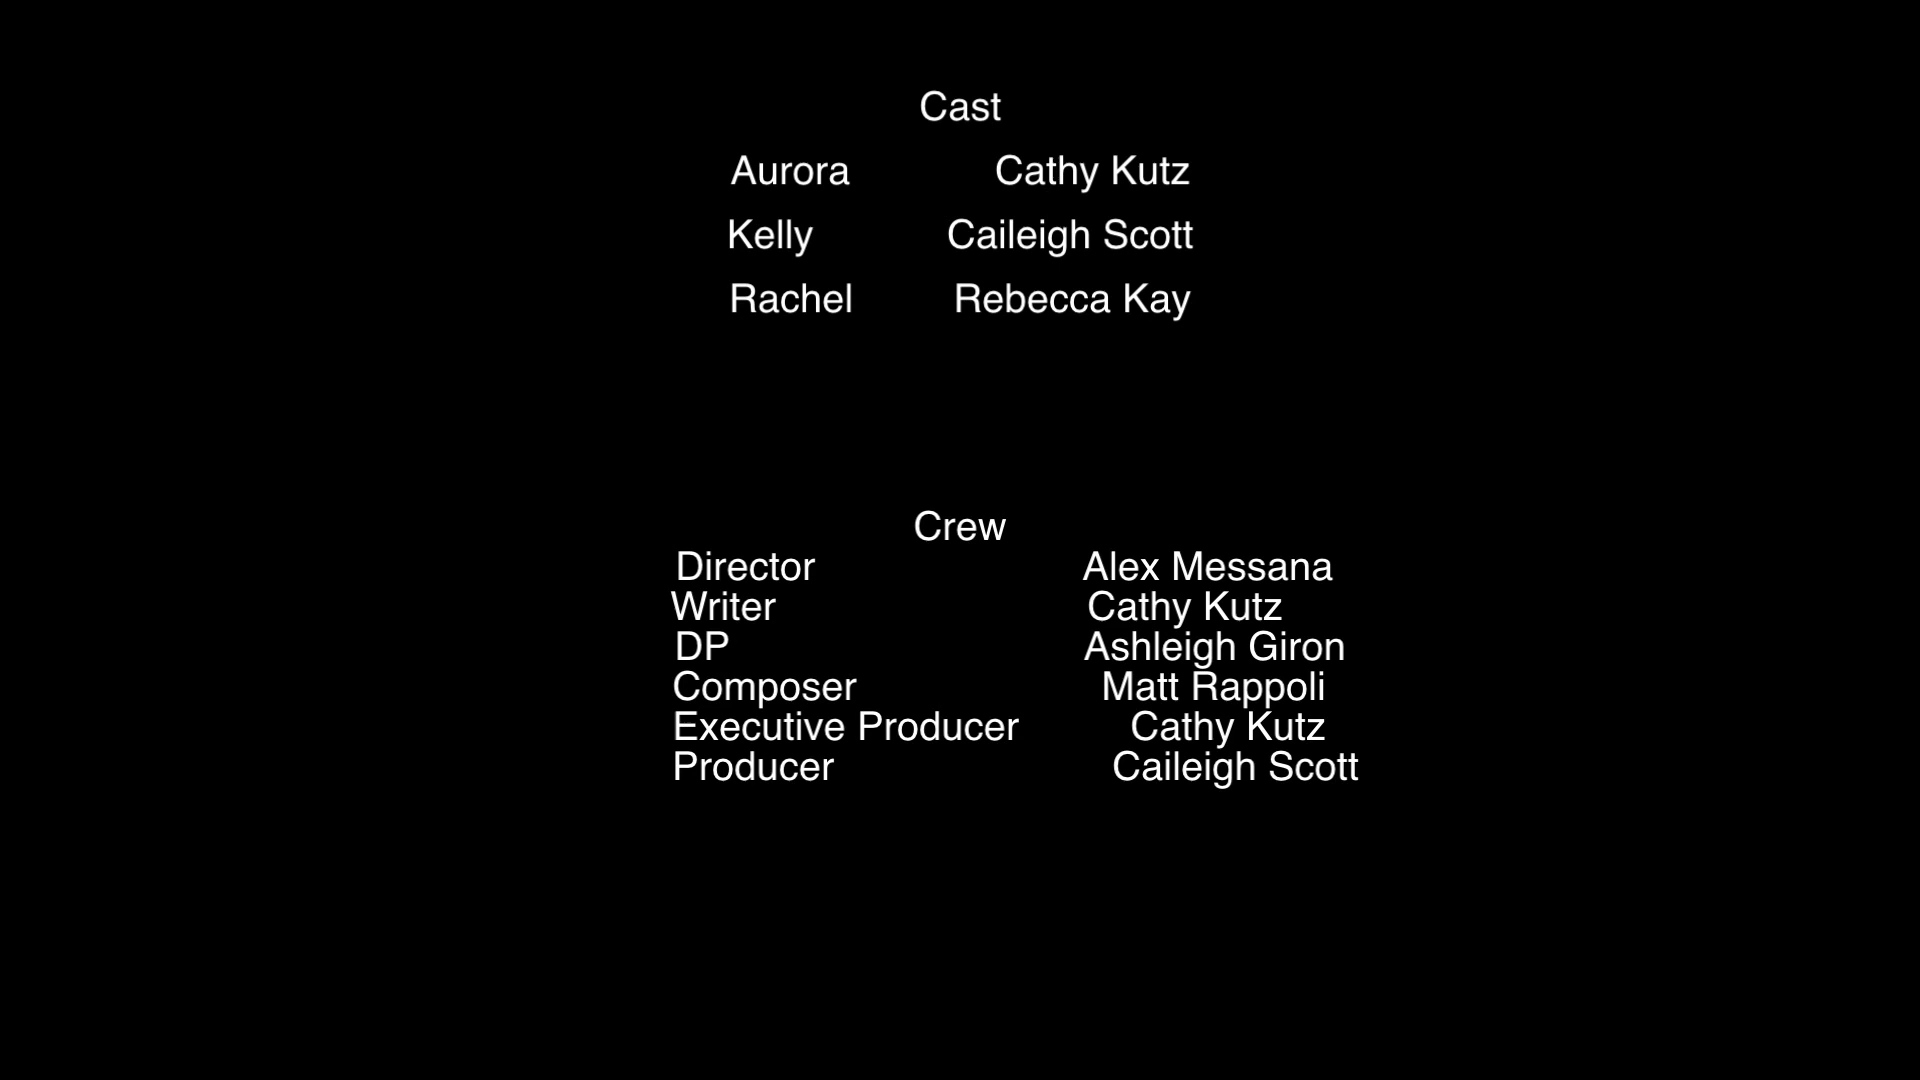 Cast
Aurora Cathy Kutz
Kelly Caileigh Scott
Rachel Rebecca Kay
Crew
Director Alex Messana
Writer Cathy Kutz
DP Ashleigh Giron
Composer Matt Rappoli
Executive Producer Cathy Kutz
Producer Caileigh Scott